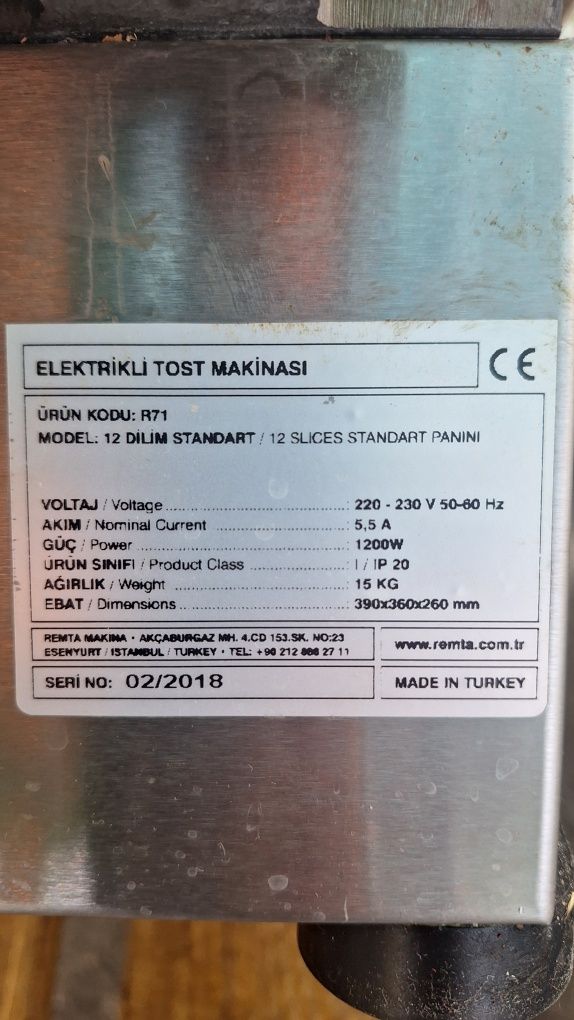 ELEKTRİKLİ TOST MAKİNASI
CE
ÜRÜN KODU: R71
MODEL: 12 DİLİM STANDART / 12 SLICES STANDART PANINI
VOLTAJ / Voltage : 220 - 230 V 50-60 Hz
AKIM / Nominal Current : 5,5 A
GÜÇ / Power : 1200W
ÜRÜN SINIFI / Product Class : I / IP 20
AĞIRLIK / Weight : 15 KG
EBAT / Dimensions : 390x360x260 mm
REMTA MAKİNA • AKÇABURGAZ MH. 4.CD 153.SK. NO:23
ESENYURT / İSTANBUL / TURKEY • TEL: +90 212 886 27 11
www.remta.com.tr
SERİ NO: 02/2018
MADE IN TURKEY